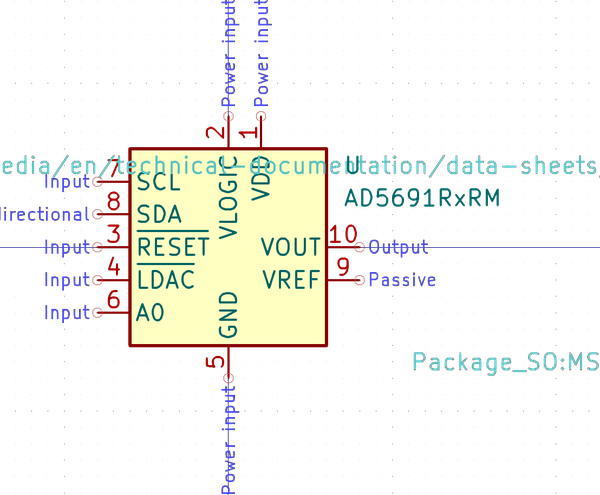 Power input
Power input
2
1
edia/en/technical-documentation/data-sheets/
U
AD5691RxRM
Input
7
SCL
VLOGIC
VDD
directional
8
SDA
Input
3
RESET
VOUT
10
Output
Input
4
LDAC
VREF
9
Passive
Input
6
A0
GND
5
Package_SO:MS
Power input